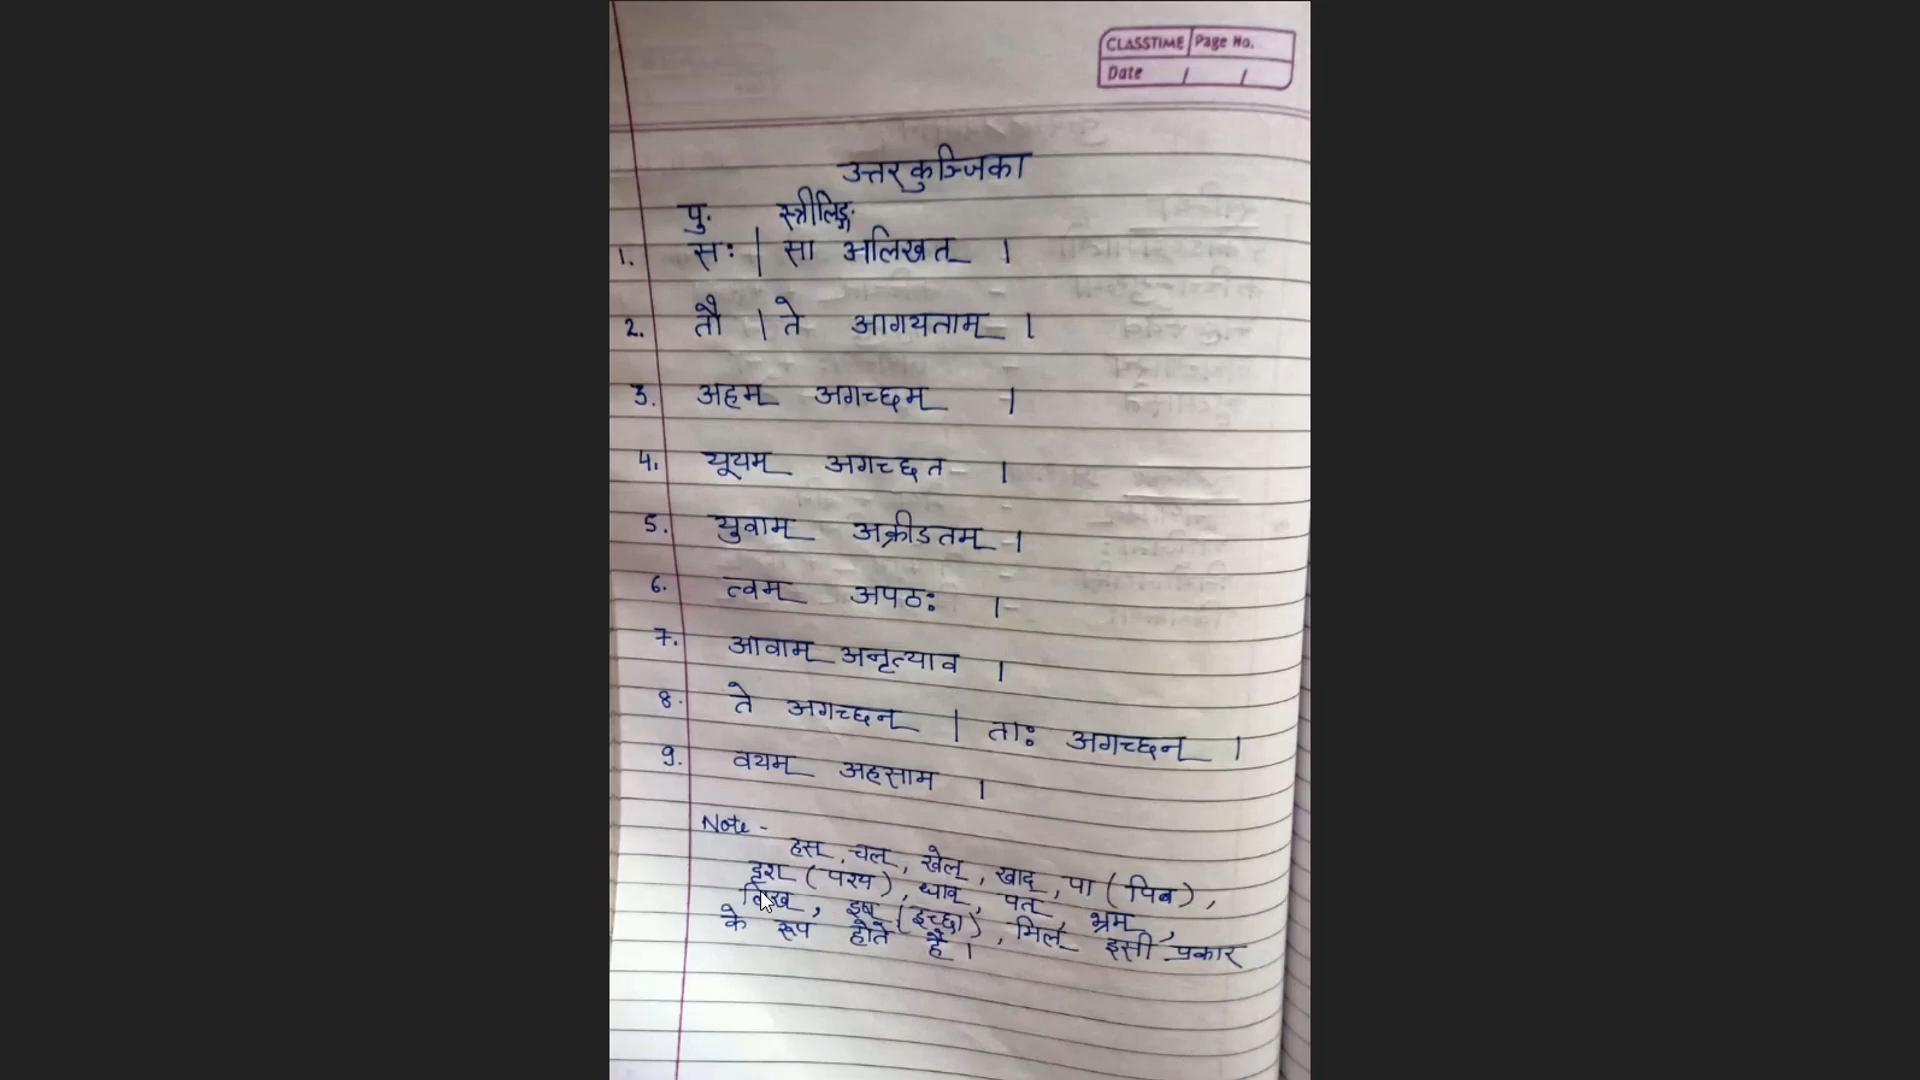 CLASSTIME Page No.
Date / /
उत्तरकुञ्जिका
पु. स्त्रीलिङ्ग
1. सः | सा अलिखत् ।
2. तौ | ते आगयताम् ।
3. अहम् अगच्छम् ।
4. यूयम् अगच्छत ।
5. युवाम् अक्रीडतम् ।
6. त्वम् अपठः ।
7. आवाम् अनृत्याव ।
8. ते अगच्छन् | ताः अगच्छन् ।
9. वयम् अहसाम ।
Note -
हस्, चल्, खेल्, खाद्, पा (पिब),
दृश् (पश्य), धाव्, पत्, भ्रम्,
लिख्, इष् (इच्छा), मिल् इसी प्रकार
के रूप होते है ।